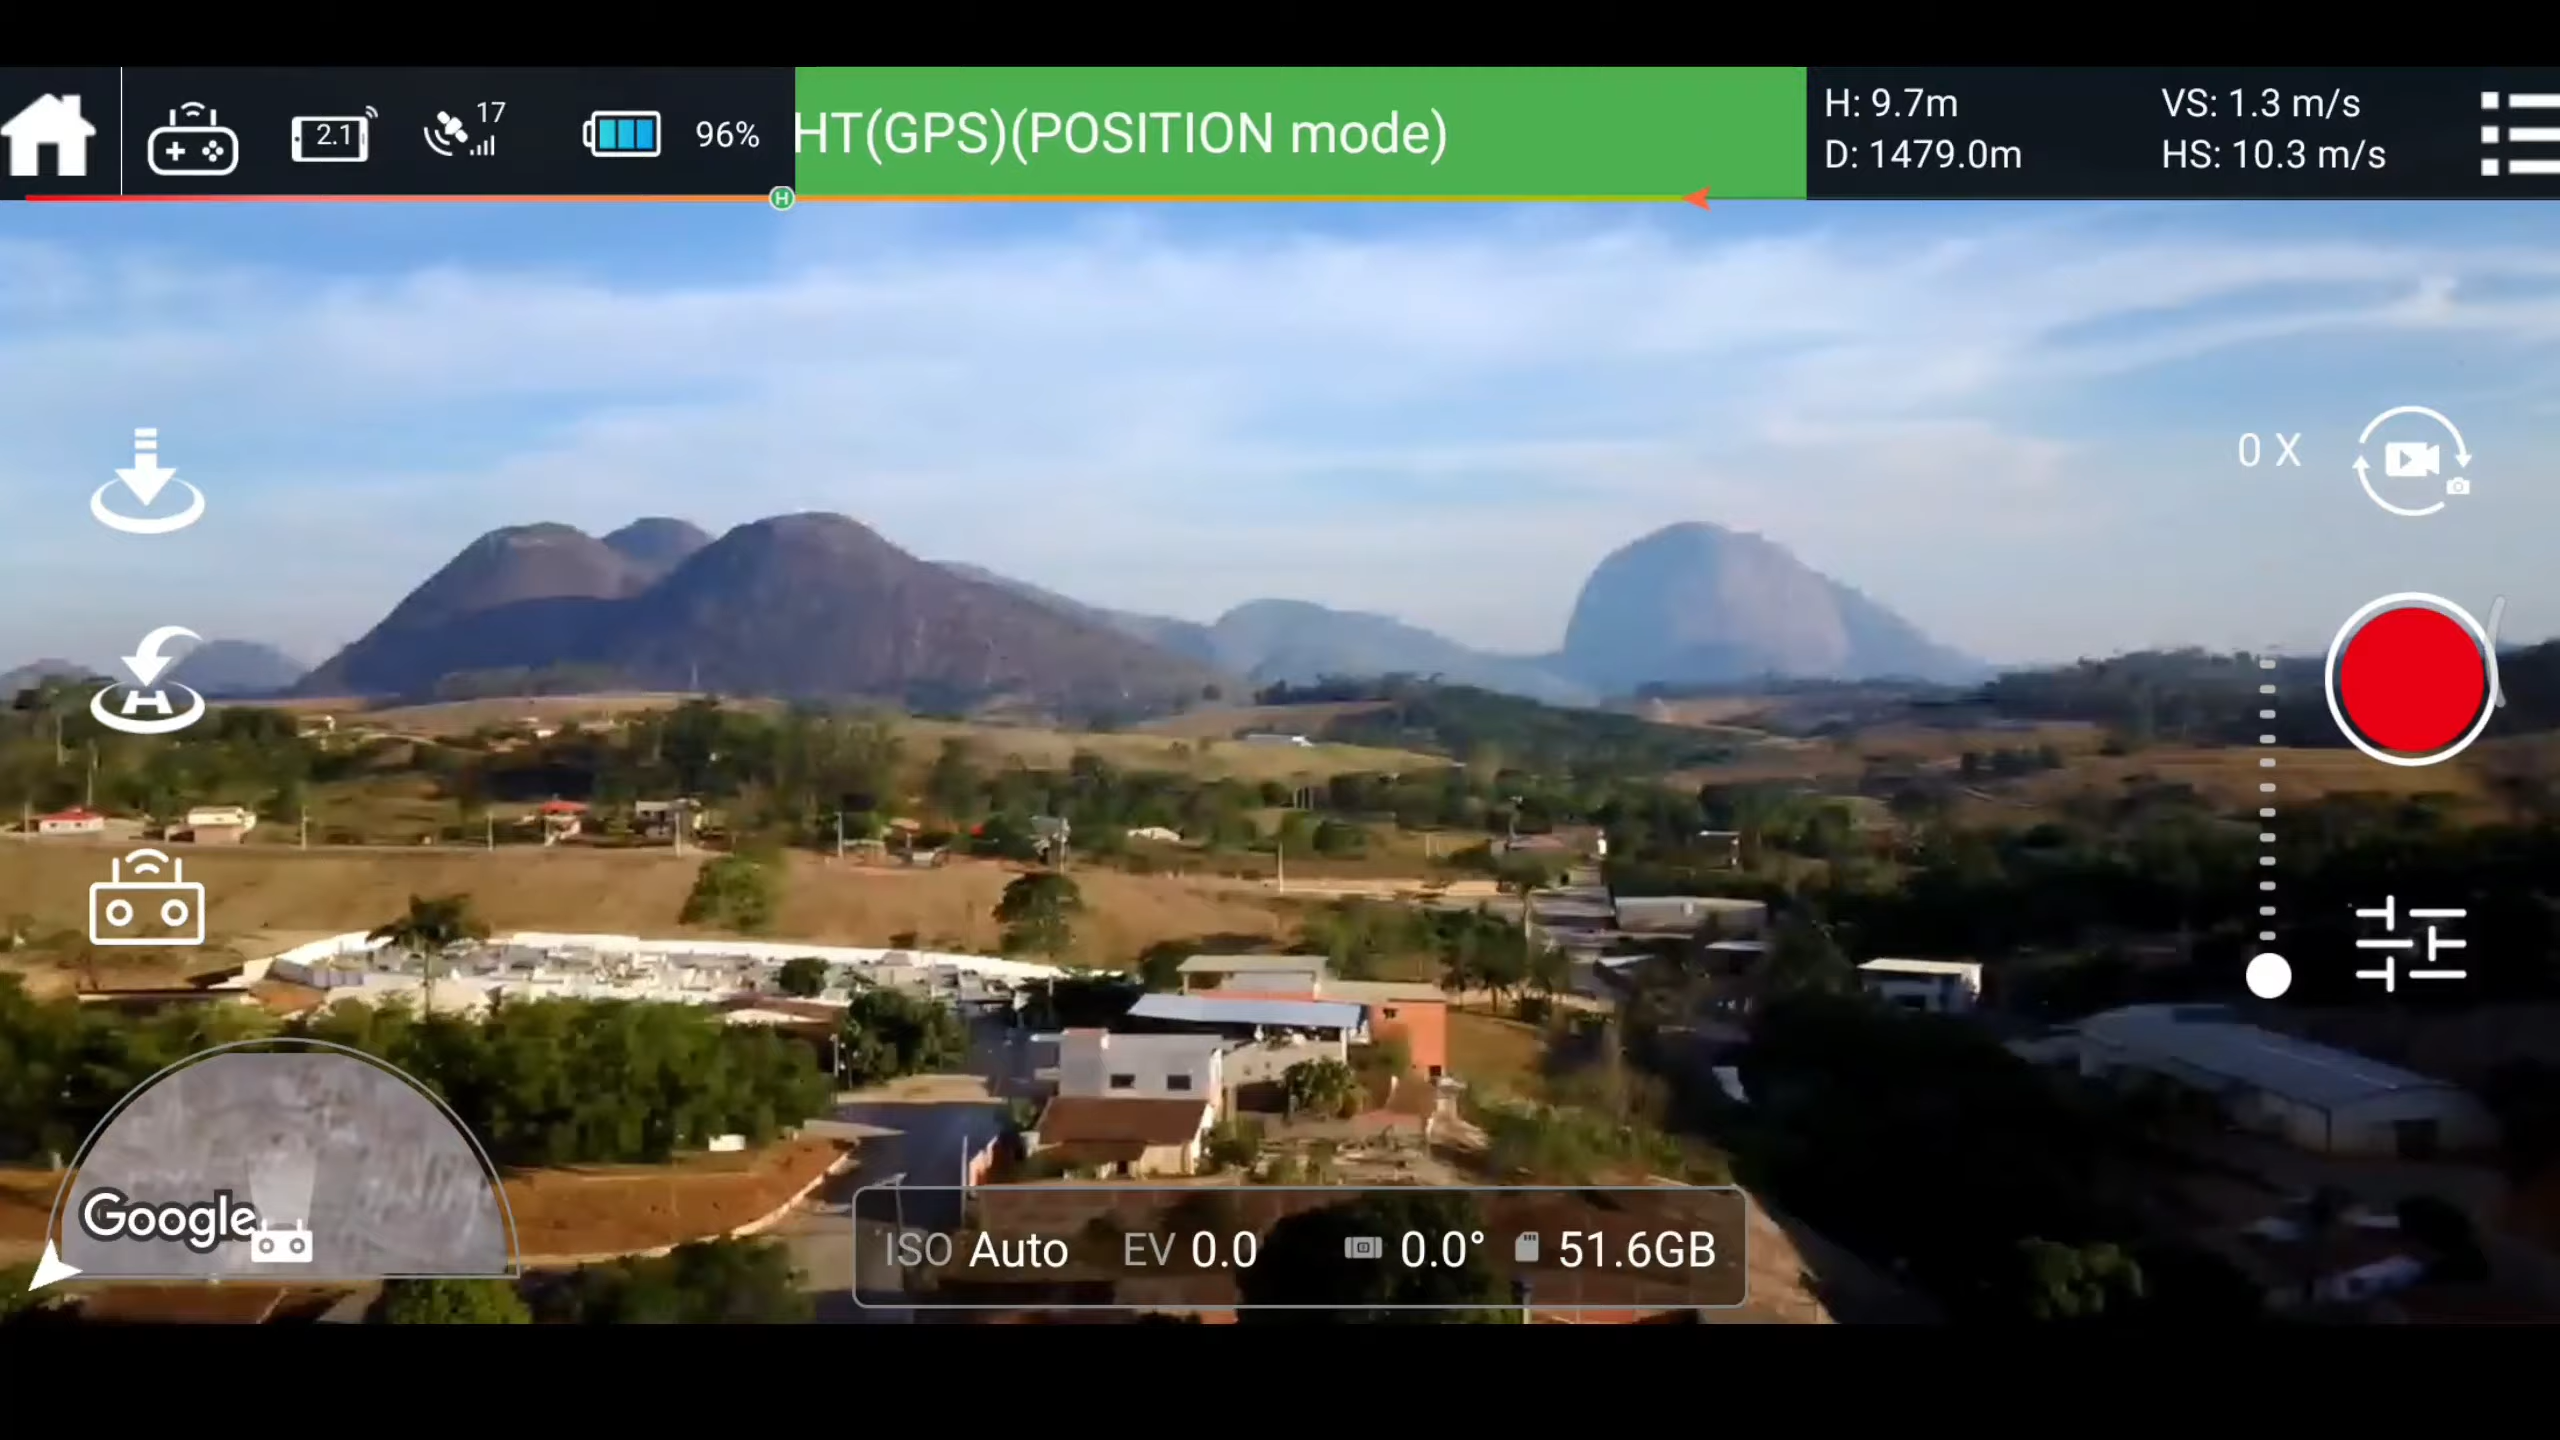 2.1
17
96%
HT(GPS)(POSITION mode)
H: 9.7m
VS: 1.3 m/s
D: 1479.0m
HS: 10.3 m/s
H
0 X
Google
ISO Auto EV 0.0 0.0° 51.6GB